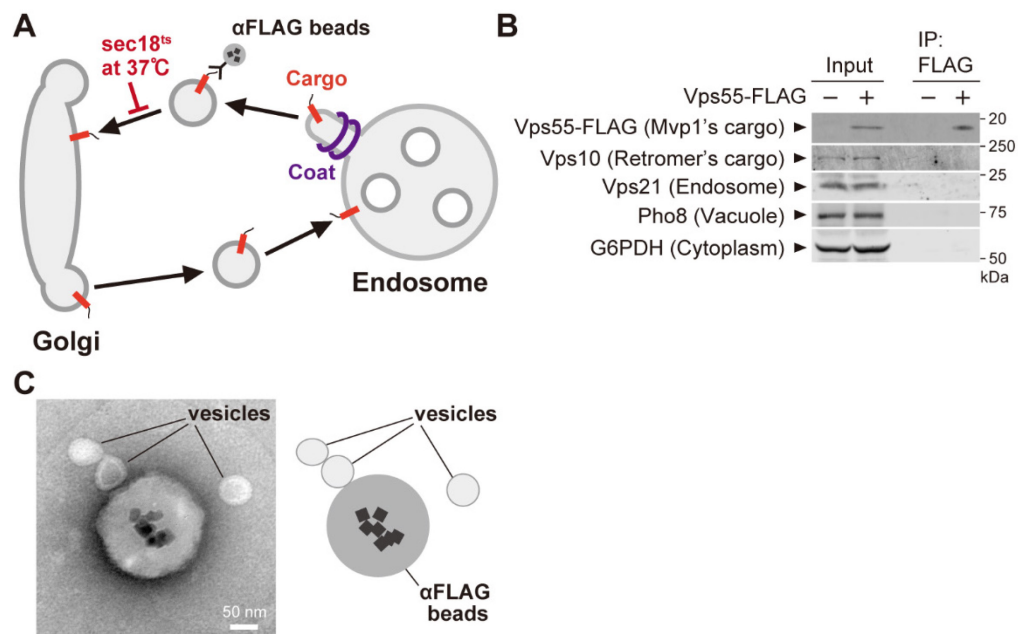 A
sec18ts
at 37℃
αFLAG beads
Cargo
Coat
Golgi
Endosome
B
IP:
Input FLAG
Vps55-FLAG − + − +
Vps55-FLAG (Mvp1's cargo) 20
Vps10 (Retromer's cargo) 250
Vps21 (Endosome) 25
Pho8 (Vacuole) 75
G6PDH (Cytoplasm) 50
kDa
C
vesicles
50 nm
vesicles
αFLAG
beads